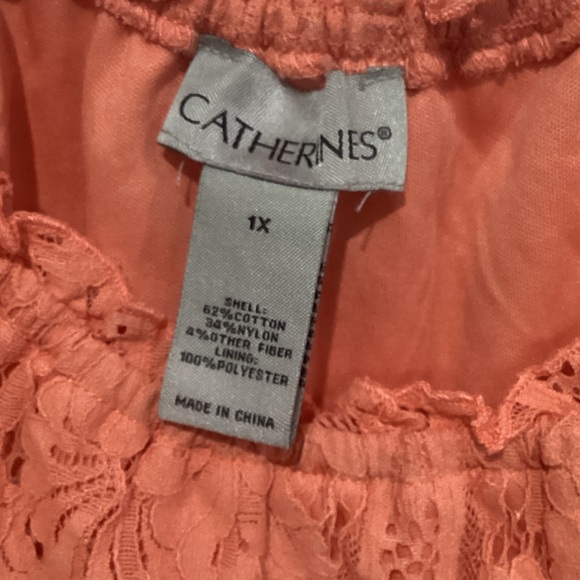 CATHERINES®
1X
SHELL:
62%COTTON
34%NYLON
4%OTHER FIBER
LINING:
100%POLYESTER
MADE IN CHINA